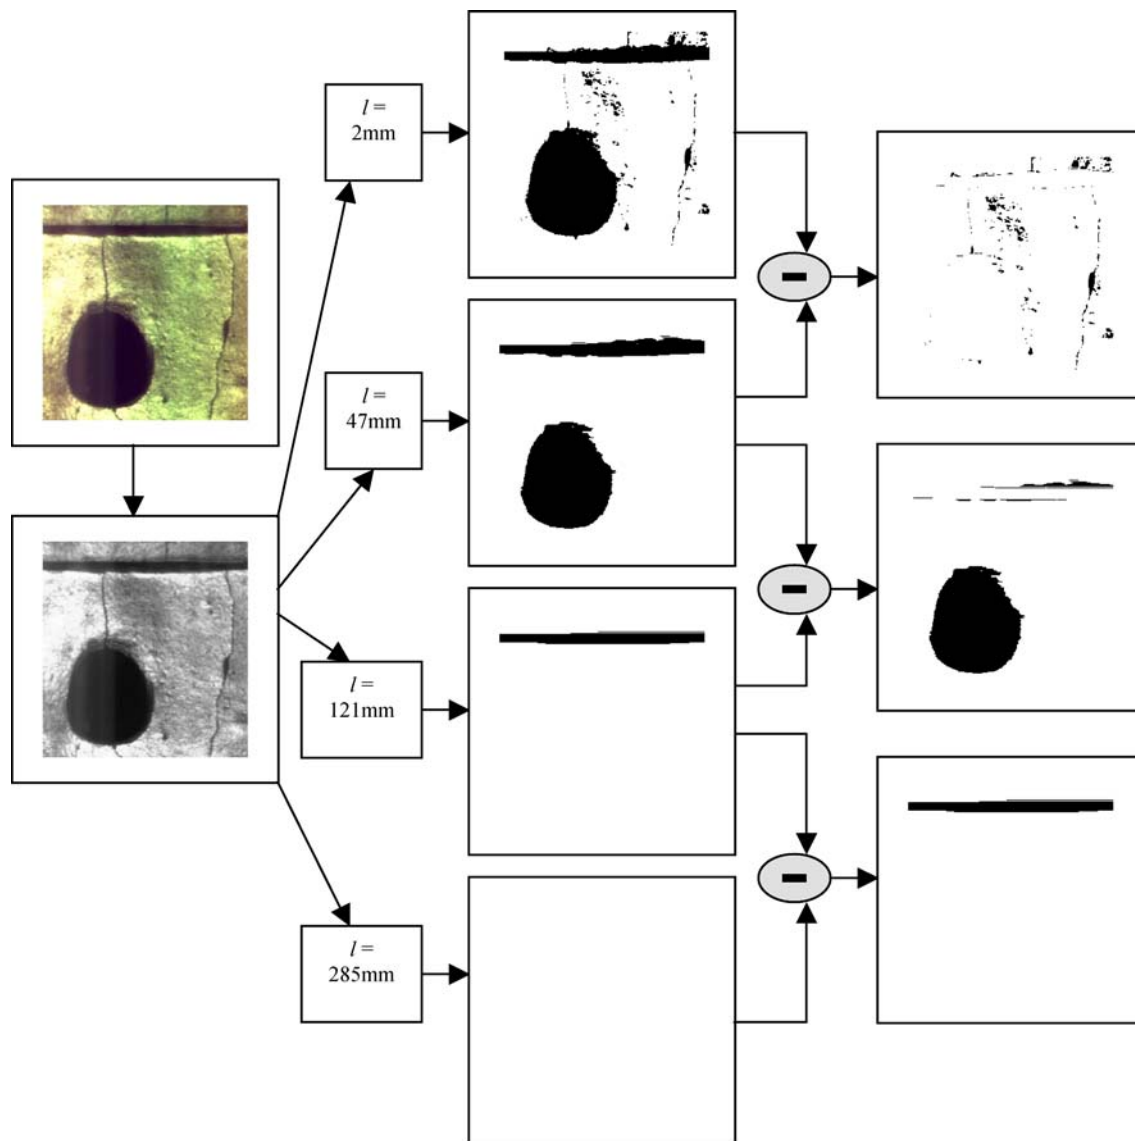 l =
2mm
l =
47mm
l =
121mm
l =
285mm